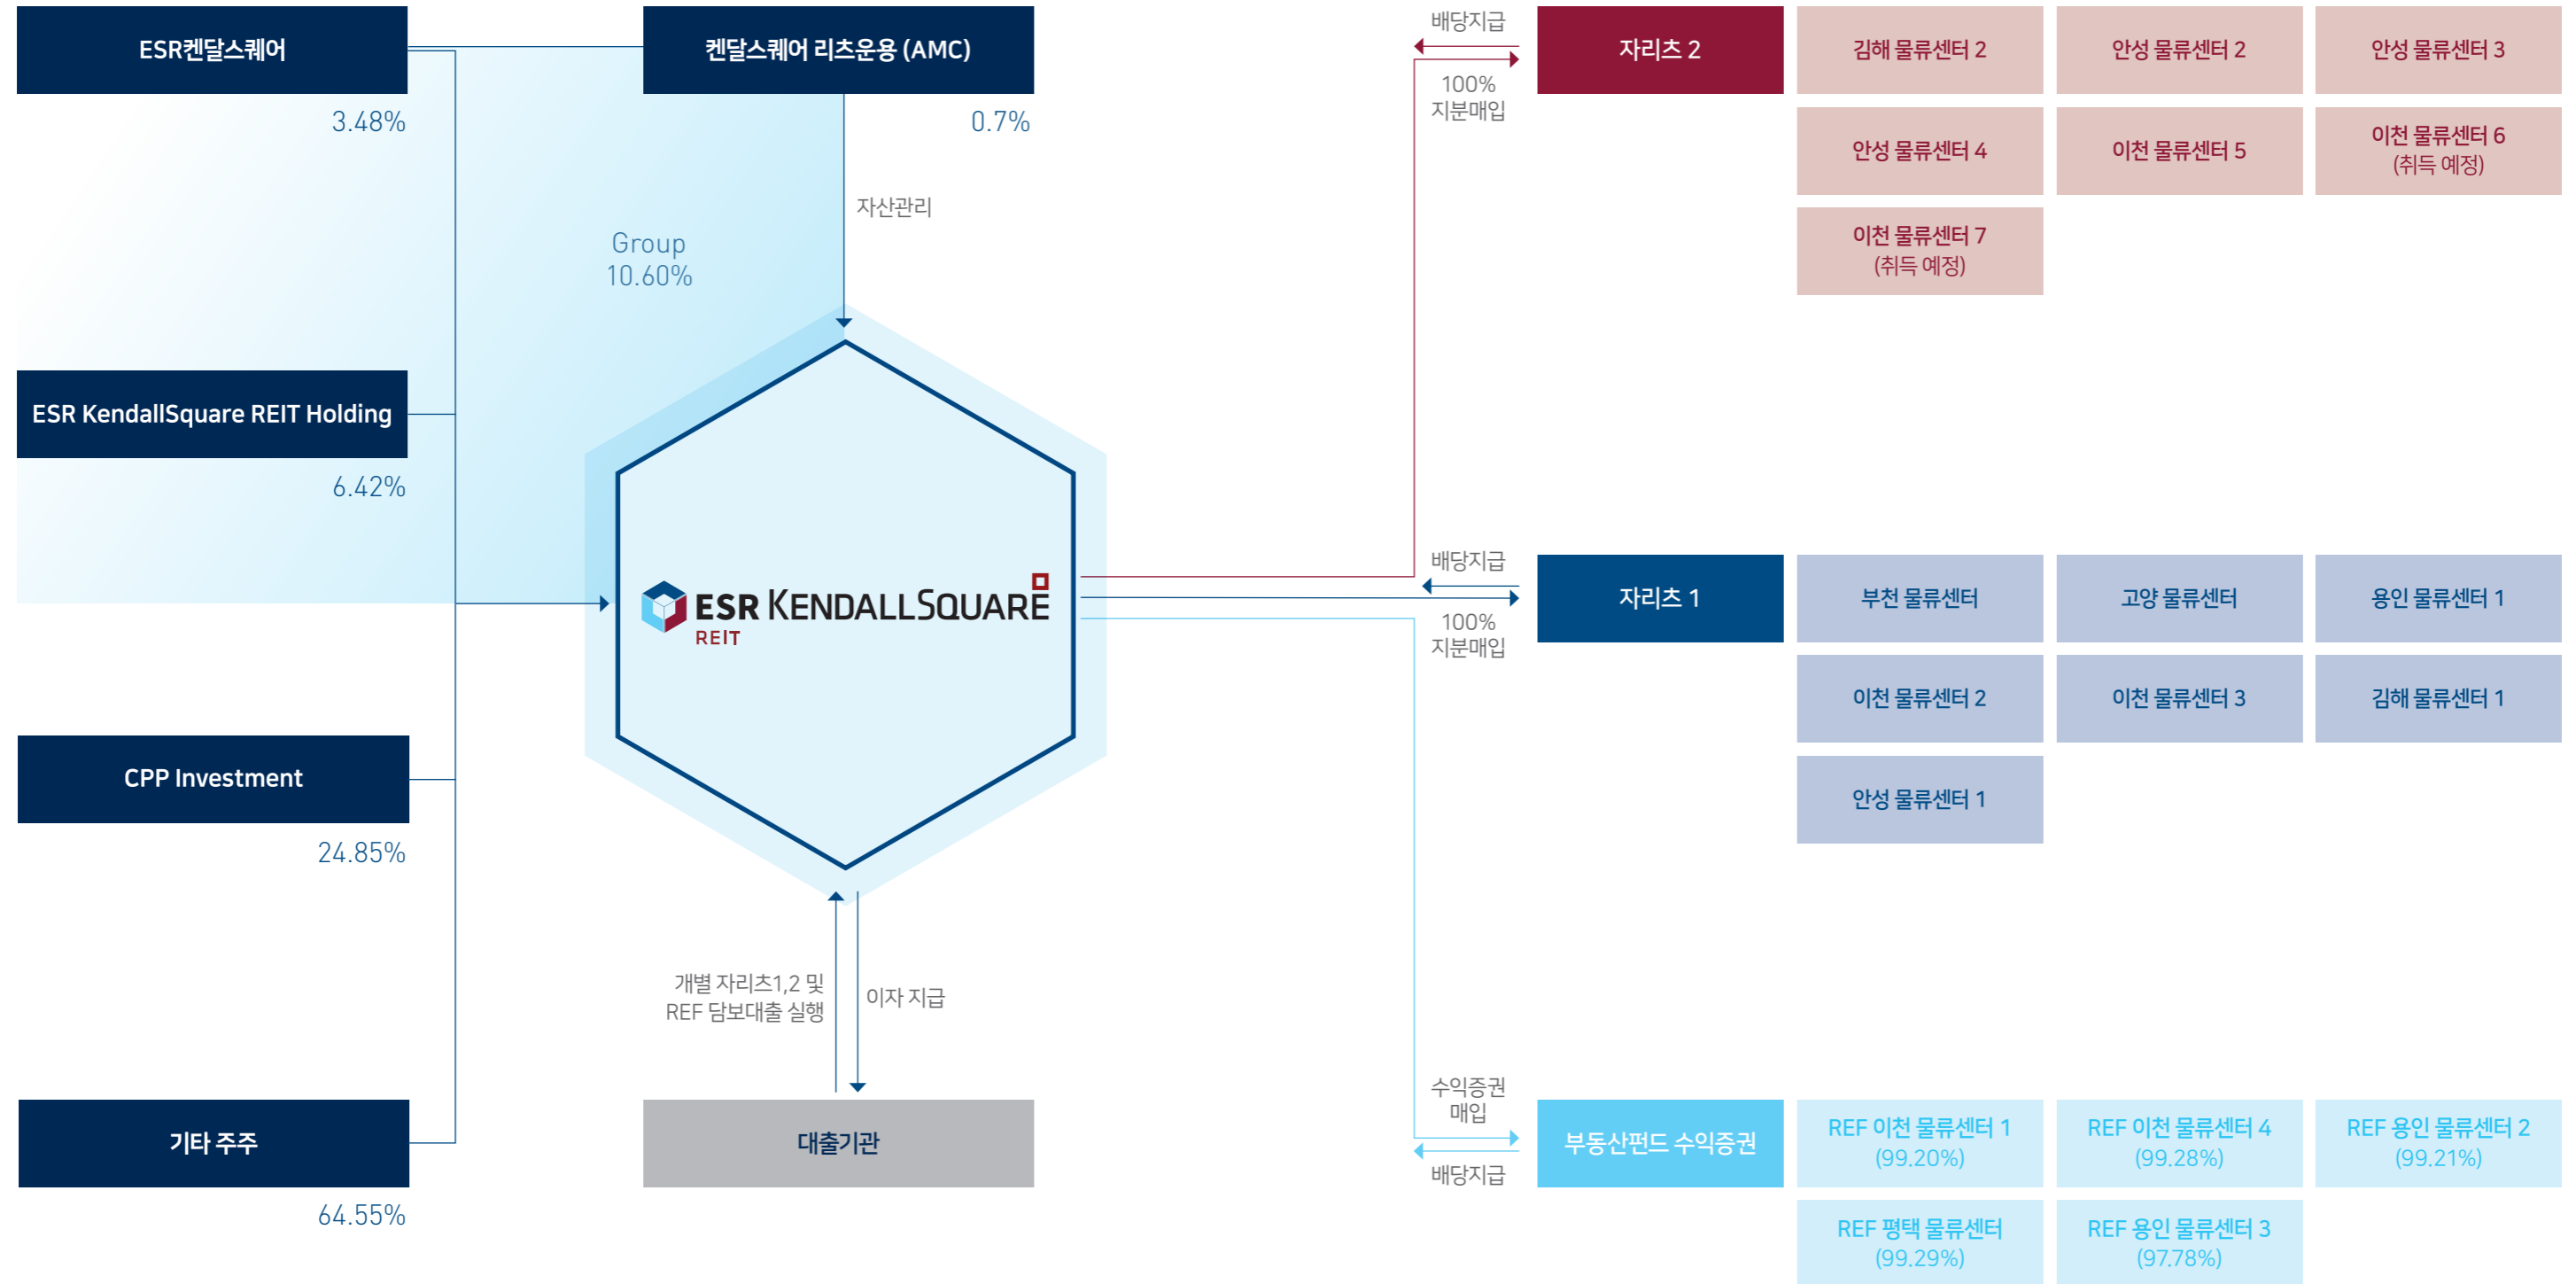 ESR켄달스퀘어
3.48%
켄달스퀘어 리츠운용 (AMC)
0.7%
자산관리
Group
10.60%
ESR KendallSquare REIT Holding
6.42%
CPP Investment
24.85%
기타 주주
64.55%
ESR KENDALLSQUARE
REIT
개별 자리츠1,2 및
REF 담보대출 실행
이자 지급
대출기관
배당지급
100%
지분매입
자리츠 2
김해 물류센터 2
안성 물류센터 2
안성 물류센터 3
안성 물류센터 4
이천 물류센터 5
이천 물류센터 6
(취득 예정)
이천 물류센터 7
(취득 예정)
배당지급
100%
지분매입
자리츠 1
부천 물류센터
고양 물류센터
용인 물류센터 1
이천 물류센터 2
이천 물류센터 3
김해 물류센터 1
안성 물류센터 1
수익증권
매입
배당지급
부동산펀드 수익증권
REF 이천 물류센터 1
(99.20%)
REF 이천 물류센터 4
(99.28%)
REF 용인 물류센터 2
(99.21%)
REF 평택 물류센터
(99.29%)
REF 용인 물류센터 3
(97.78%)